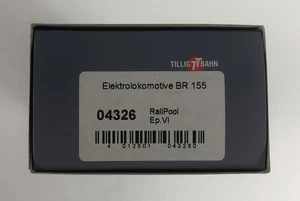 TILLIG TT BAHN
Elektrolokomotive BR 155
04326
RailPool
Ep.VI
4 012501 043260